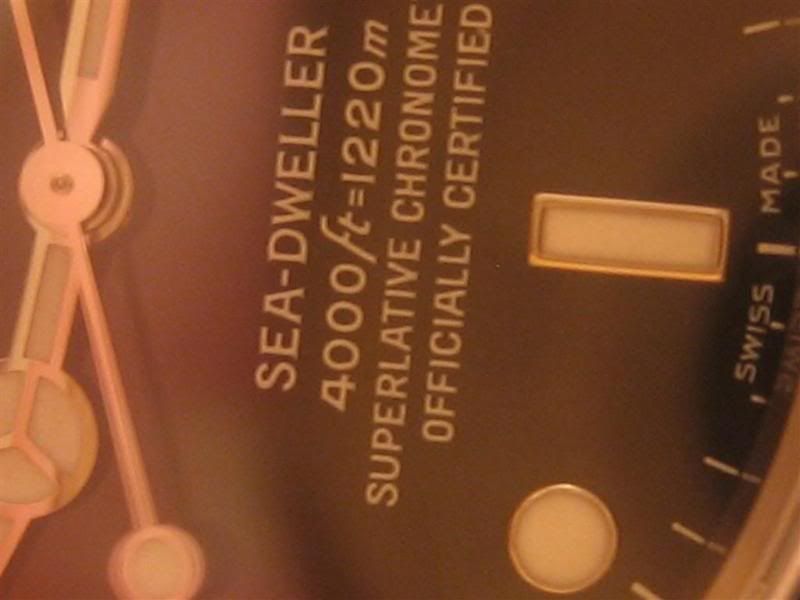 SEA-DWELLER
4000ft=1220m
SUPERLATIVE CHRONOME
OFFICIALLY CERTIFIED
SWISS MADE